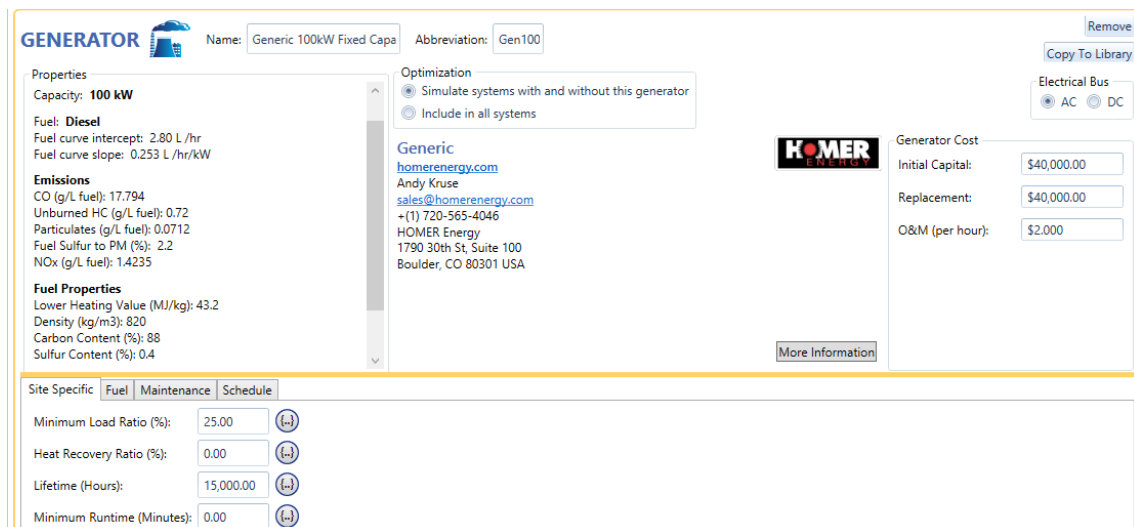 GENERATOR
Name: Generic 100kW Fixed Capa Abbreviation: Gen100
Remove
Copy To Library
Properties
Capacity: 100 kW
Fuel: Diesel
Fuel curve intercept: 2.80 L /hr
Fuel curve slope: 0.253 L /hr/kW
Emissions
CO (g/L fuel): 17.794
Unburned HC (g/L fuel): 0.72
Particulates (g/L fuel): 0.0712
Fuel Sulfur to PM (%): 2.2
NOx (g/L fuel): 1.4235
Fuel Properties
Lower Heating Value (MJ/kg): 43.2
Density (kg/m3): 820
Carbon Content (%): 88
Sulfur Content (%): 0.4
Optimization
Simulate systems with and without this generator
Include in all systems
Generic
homerenergy.com
Andy Kruse
sales@homerenergy.com
+(1) 720-565-4046
HOMER Energy
1790 30th St, Suite 100
Boulder, CO 80301 USA
HOMER
ENERGY
More Information
Electrical Bus
AC DC
Generator Cost
Initial Capital: $40,000.00
Replacement: $40,000.00
O&M (per hour): $2.000
Site Specific Fuel Maintenance Schedule
Minimum Load Ratio (%): 25.00 {..}
Heat Recovery Ratio (%): 0.00 {..}
Lifetime (Hours): 15,000.00 {..}
Minimum Runtime (Minutes): 0.00 {..}